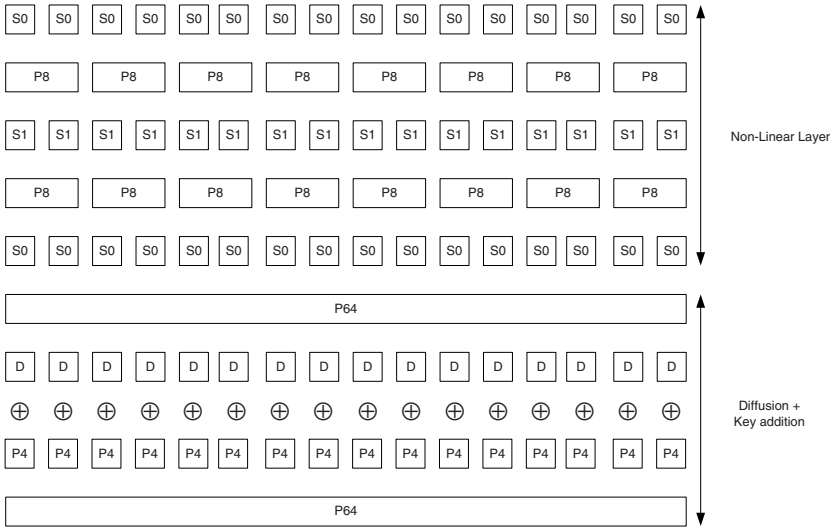 S0 S0 S0 S0 S0 S0 S0 S0 S0 S0 S0 S0 S0 S0 S0 S0
P8 P8 P8 P8 P8 P8 P8 P8
S1 S1 S1 S1 S1 S1 S1 S1 S1 S1 S1 S1 S1 S1 S1 S1
Non-Linear Layer
P8 P8 P8 P8 P8 P8 P8 P8
S0 S0 S0 S0 S0 S0 S0 S0 S0 S0 S0 S0 S0 S0 S0 S0
P64
D D D D D D D D D D D D D D D D
Diffusion +
Key addition
P4 P4 P4 P4 P4 P4 P4 P4 P4 P4 P4 P4 P4 P4 P4 P4
P64